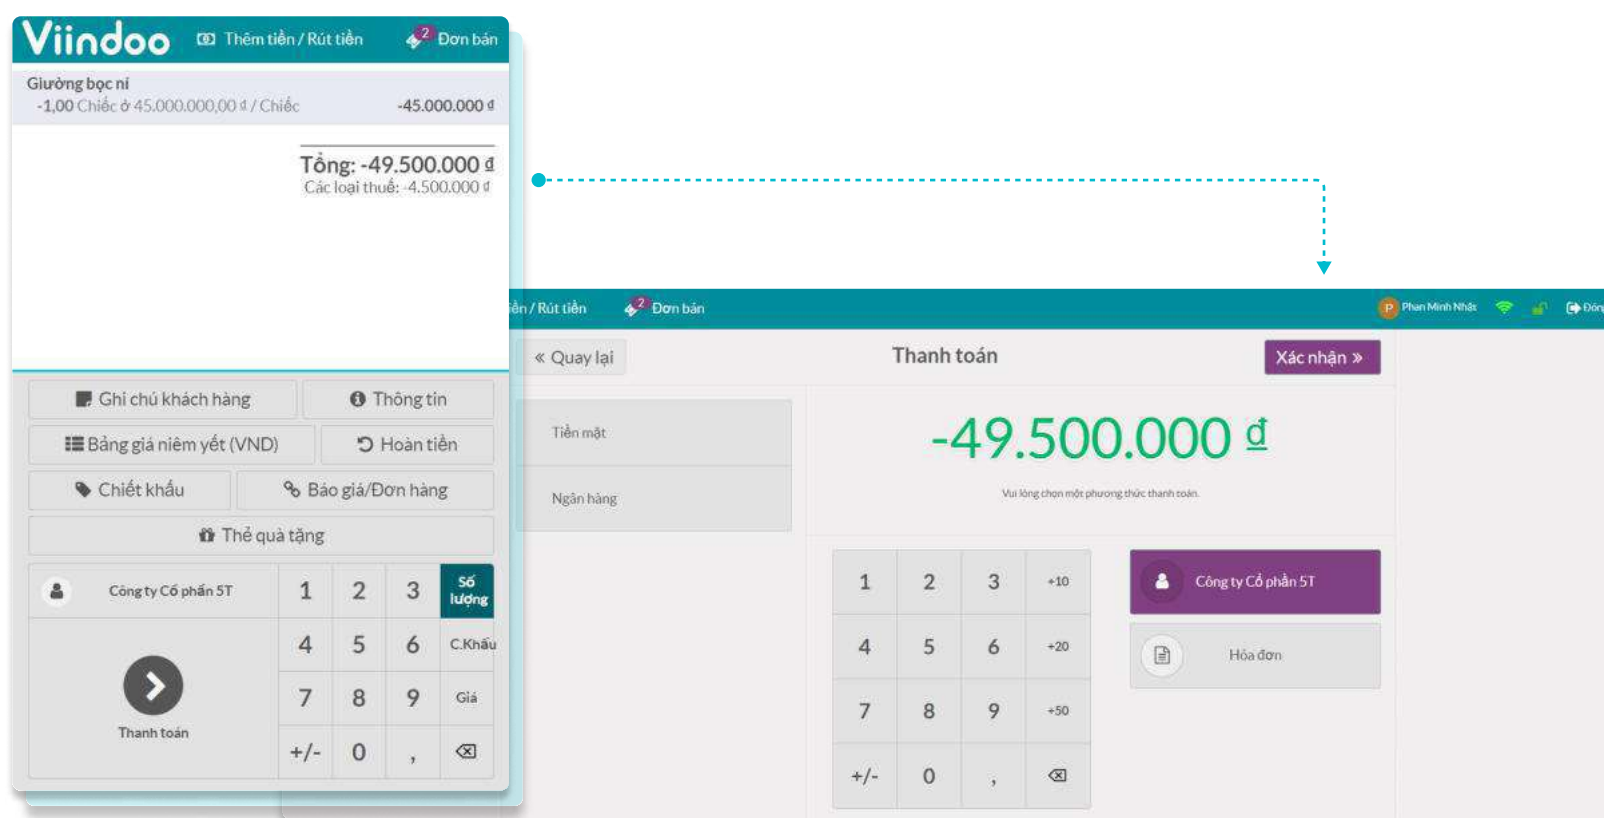 Viindoo
Thêm tiền / Rút tiền
2
Đơn bán
Giường bọc nỉ
-1,00 Chiếc ở 45.000.000,00 ₫ / Chiếc
-45.000.000 ₫
Tổng: -49.500.000 ₫
Các loại thuế: -4.500.000 ₫
Ghi chú khách hàng
Thông tin
Bảng giá niêm yết (VND)
Hoàn tiền
Chiết khấu
Báo giá/Đơn hàng
Thẻ quà tặng
Công ty Cổ phần 5T
1 2 3 Số lượng
4 5 6 C.Khấu
7 8 9 Giá
+/- 0 ,
Thanh toán
iền / Rút tiền
2
Đơn bán
P
Phan Minh Nhật
Đóng
« Quay lại
Thanh toán
Xác nhận »
Tiền mặt
Ngân hàng
-49.500.000 ₫
Vui lòng chọn một phương thức thanh toán.
1 2 3 +10
4 5 6 +20
7 8 9 +50
+/- 0 ,
Công ty Cổ phần 5T
Hóa đơn